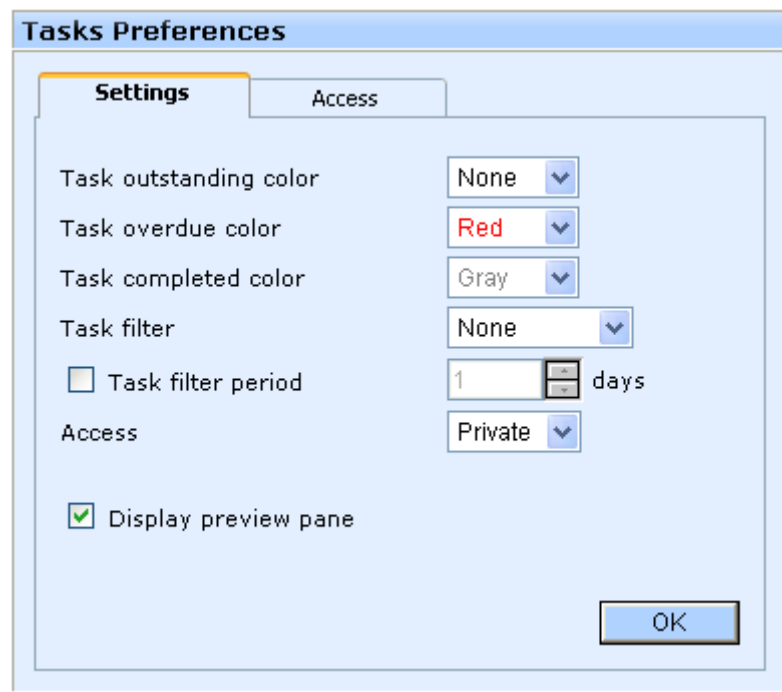 Tasks Preferences
Settings Access
Task outstanding color None
Task overdue color Red
Task completed color Gray
Task filter None
Task filter period 1 days
Access Private
Display preview pane
OK